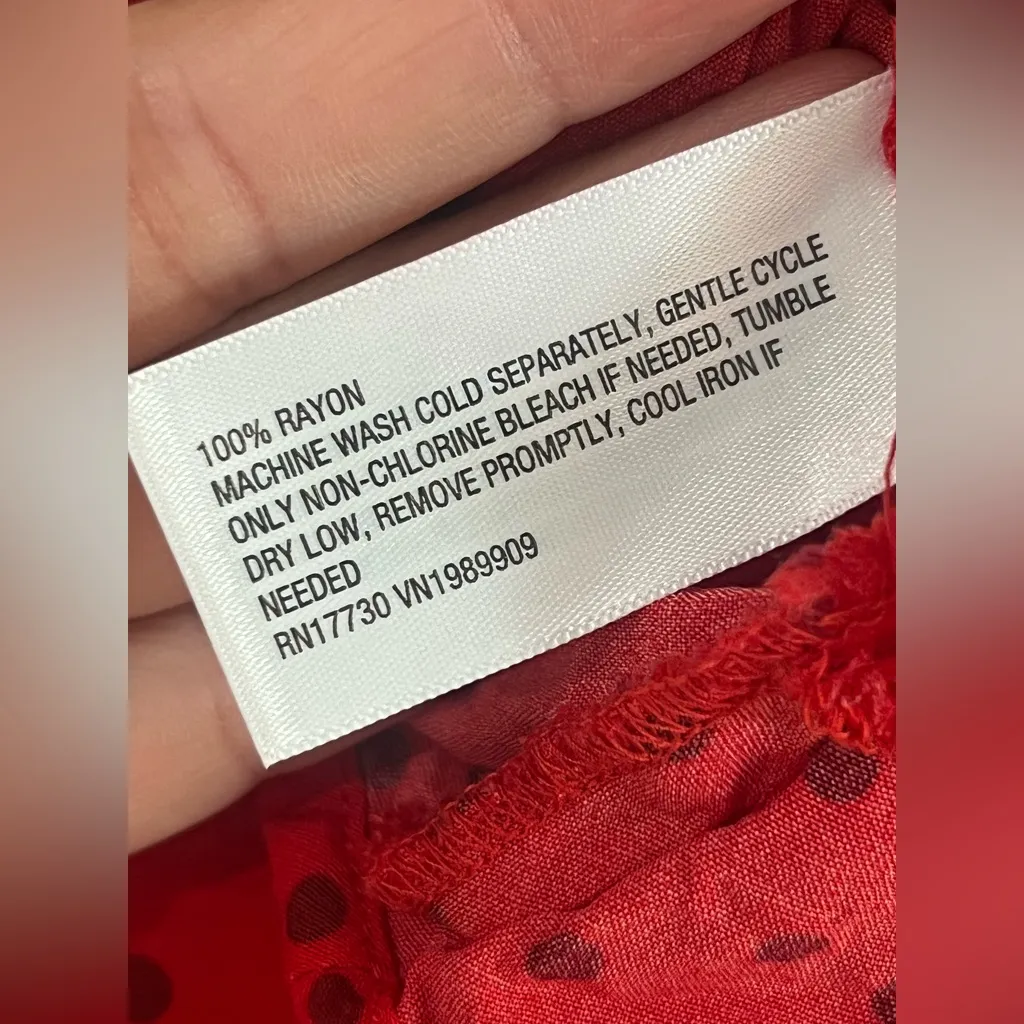 100% RAYON
MACHINE WASH COLD SEPARATELY, GENTLE CYCLE
ONLY NON-CHLORINE BLEACH IF NEEDED, TUMBLE
DRY LOW, REMOVE PROMPTLY, COOL IRON IF
NEEDED
RN17730 VN1989909